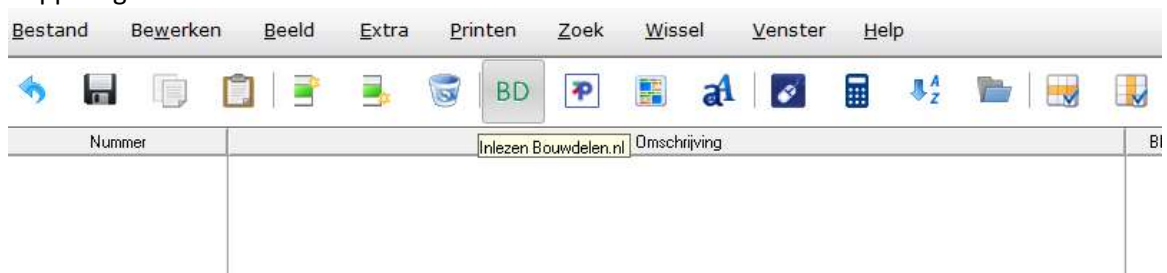 Bestand Bewerken Beeld Extra Printen Zoek Wissel Venster Help
BD
Nummer Omschrijving
Inlezen Bouwdelen.nl